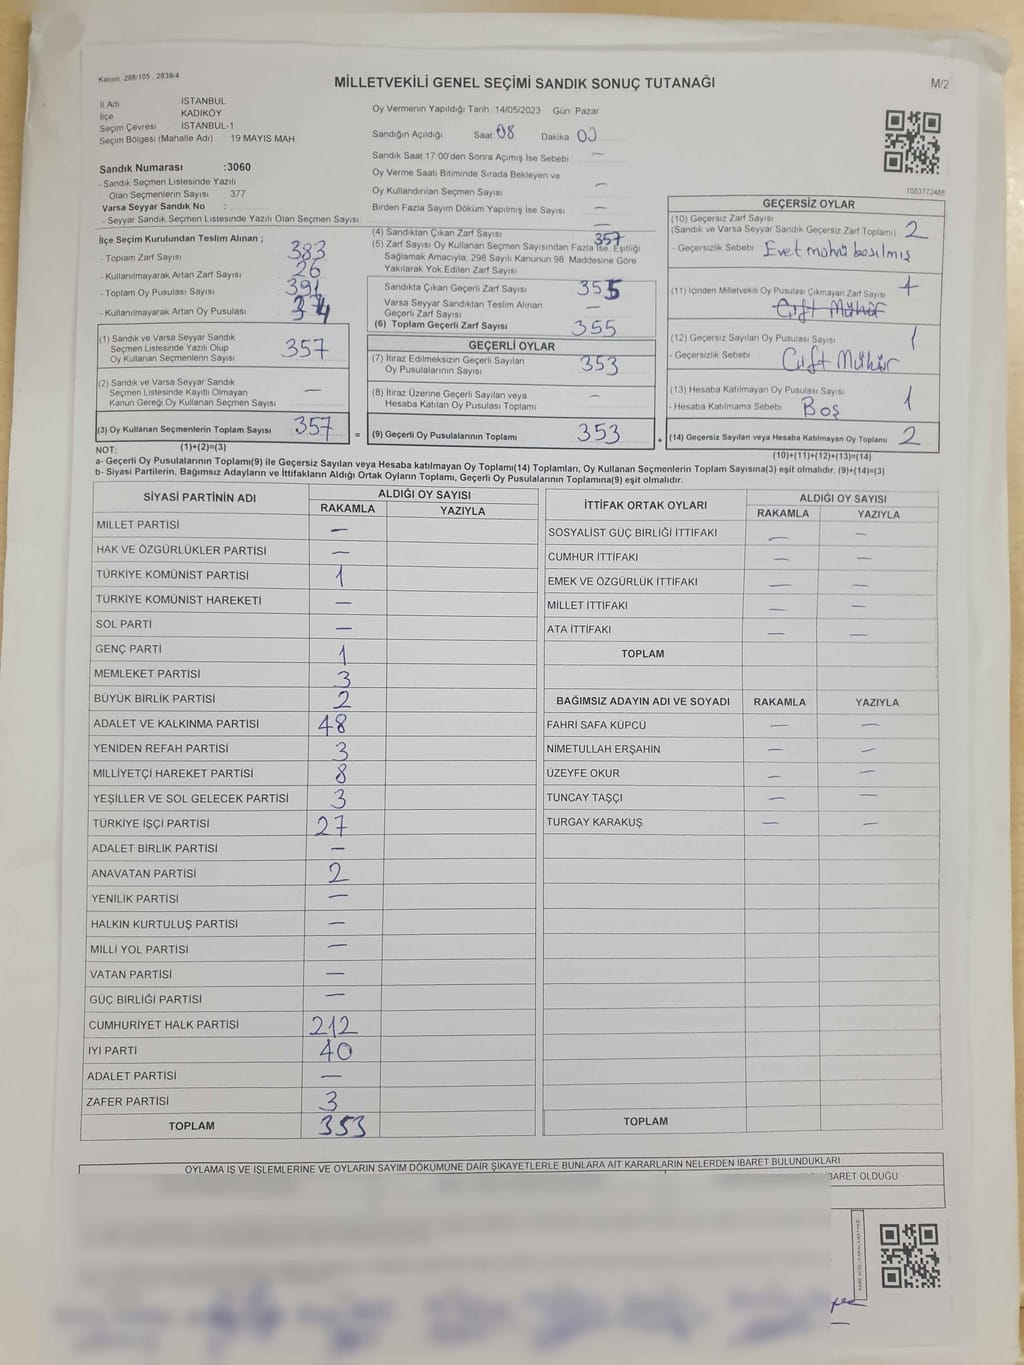 Kanun, 298/105 , 2839/4
MİLLETVEKİLİ GENEL SEÇİMİ SANDIK SONUÇ TUTANAĞI
M/2
İl Adı İSTANBUL
İlçe KADIKÖY
Seçim Çevresi İSTANBUL-1
Seçim Bölgesi (Mahalle Adı) : 19 MAYIS MAH
Sandık Numarası :3060
- Sandık Seçmen Listesinde Yazılı
Olan Seçmenlerin Sayısı : 377
Varsa Seyyar Sandık No :
- Seyyar Sandık Seçmen Listesinde Yazılı Olan Seçmen Sayısı:
Oy Vermenin Yapıldığı Tarih :14/05/2023 Gün: Pazar
Sandığın Açıldığı Saat: 08 Dakika 00
Sandık Saat 17:00'den Sonra Açımış İse Sebebi : —
Oy Verme Saati Bitiminde Sırada Bekleyen ve
Oy Kullandırılan Seçmen Sayısı : —
Birden Fazla Sayım Döküm Yapılmış İse Sayısı : —
1083772488
İlçe Seçim Kurulundan Teslim Alınan ;
- Toplam Zarf Sayısı : 383
- Kullanılmayarak Artan Zarf Sayısı : 26
- Toplam Oy Pusulası Sayısı : 391
- Kullanılmayarak Artan Oy Pusulası : 34
(1) Sandık ve Varsa Seyyar Sandık
Seçmen Listesinde Yazılı Olup
Oy Kullanan Seçmenlerin Sayısı : 357
(2) Sandık ve Varsa Seyyar Sandık
Seçmen Listesinde Kayıtlı Olmayan
Kanun Gereği Oy Kullanan Seçmen Sayısı : —
(3) Oy Kullanan Seçmenlerin Toplam Sayısı : 357
(1)+(2)=(3)
(4) Sandıktan Çıkan Zarf Sayısı : 357
(5) Zarf Sayısı Oy Kullanan Seçmen Sayısından Fazla İse, Eşitliği
Sağlamak Amacıyla, 298 Sayılı Kanunun 98. Maddesine Göre
Yakılarak Yok Edilen Zarf Sayısı : —
Sandıkta Çıkan Geçerli Zarf Sayısı : 355
Varsa Seyyar Sandıktan Teslim Alınan
Geçerli Zarf Sayısı : —
(6) Toplam Geçerli Zarf Sayısı : 355
GEÇERLİ OYLAR
(7) İtiraz Edilmeksizin Geçerli Sayılan
Oy Pusulalarının Sayısı : 353
(8) İtiraz Üzerine Geçerli Sayılan veya
Hesaba Katılan Oy Pusulası Toplamı : —
= (9) Geçerli Oy Pusulalarının Toplamı : 353
GEÇERSİZ OYLAR
(10) Geçersiz Zarf Sayısı
(Sandık ve Varsa Seyyar Sandık Geçersiz Zarf Toplamı) : 2
- Geçersizlik Sebebi : Evet mührü basılmış
(11) İçinden Milletvekili Oy Pusulası Çıkmayan Zarf Sayısı : 1
Çift Mühür
(12) Geçersiz Sayılan Oy Pusulası Sayısı : 1
- Geçersizlik Sebebi : Çift Mühür
(13) Hesaba Katılmayan Oy Pusulası Sayısı : 1
- Hesaba Katılmama Sebebi : Boş
+ (14) Geçersiz Sayılan veya Hesaba Katılmayan Oy Toplamı : 2
(10)+(11)+(12)+(13)=(14)
NOT:
a- Geçerli Oy Pusulalarının Toplamı(9) ile Geçersiz Sayılan veya Hesaba katılmayan Oy Toplamı(14) Toplamları, Oy Kullanan Seçmenlerin Toplam Sayısına(3) eşit olmalıdır. (9)+(14)=(3)
b- Siyasi Partilerin, Bağımsız Adayların ve İttifakların Aldığı Ortak Oyların Toplamı, Geçerli Oy Pusulalarının Toplamına(9) eşit olmalıdır.
SİYASİ PARTİNİN ADI ALDIĞI OY SAYISI
RAKAMLA YAZIYLA
MİLLET PARTİSİ —
HAK VE ÖZGÜRLÜKLER PARTİSİ —
TÜRKİYE KOMÜNİST PARTİSİ 1
TÜRKİYE KOMÜNİST HAREKETİ —
SOL PARTİ —
GENÇ PARTİ 1
MEMLEKET PARTİSİ 3
BÜYÜK BİRLİK PARTİSİ 2
ADALET VE KALKINMA PARTİSİ 48
YENİDEN REFAH PARTİSİ 3
MİLLİYETÇİ HAREKET PARTİSİ 8
YEŞİLLER VE SOL GELECEK PARTİSİ 3
TÜRKİYE İŞÇİ PARTİSİ 27
ADALET BİRLİK PARTİSİ —
ANAVATAN PARTİSİ 2
YENİLİK PARTİSİ —
HALKIN KURTULUŞ PARTİSİ —
MİLLİ YOL PARTİSİ —
VATAN PARTİSİ —
GÜÇ BİRLİĞİ PARTİSİ —
CUMHURİYET HALK PARTİSİ 212
İYİ PARTİ 40
ADALET PARTİSİ —
ZAFER PARTİSİ 3
TOPLAM 353
İTTİFAK ORTAK OYLARI ALDIĞI OY SAYISI
RAKAMLA YAZIYLA
SOSYALİST GÜÇ BİRLİĞİ İTTİFAKI — —
CUMHUR İTTİFAKI — —
EMEK VE ÖZGÜRLÜK İTTİFAKI — —
MİLLET İTTİFAKI — —
ATA İTTİFAKI — —
TOPLAM
BAĞIMSIZ ADAYIN ADI VE SOYADI RAKAMLA YAZIYLA
FAHRİ SAFA KÜPCÜ — —
NİMETULLAH ERŞAHİN — —
ÜZEYFE OKUR — —
TUNCAY TAŞÇI — —
TURGAY KARAKUŞ — —
TOPLAM
OYLAMA İŞ VE İŞLEMLERİNE VE OYLARIN SAYIM DÖKÜMÜNE DAİR ŞİKAYETLERLE BUNLARA AİT KARARLARIN NELERDEN İBARET BULUNDUKLARI
İBARET OLDUĞU